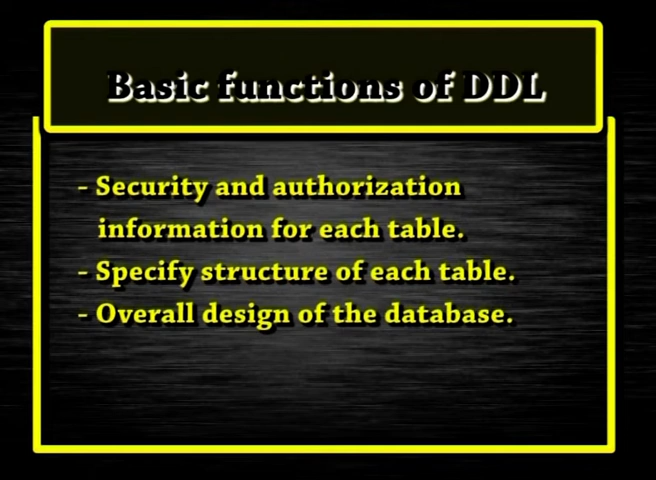 Basic functions of DDL
- Security and authorization
information for each table.
- Specify structure of each table.
- Overall design of the database.